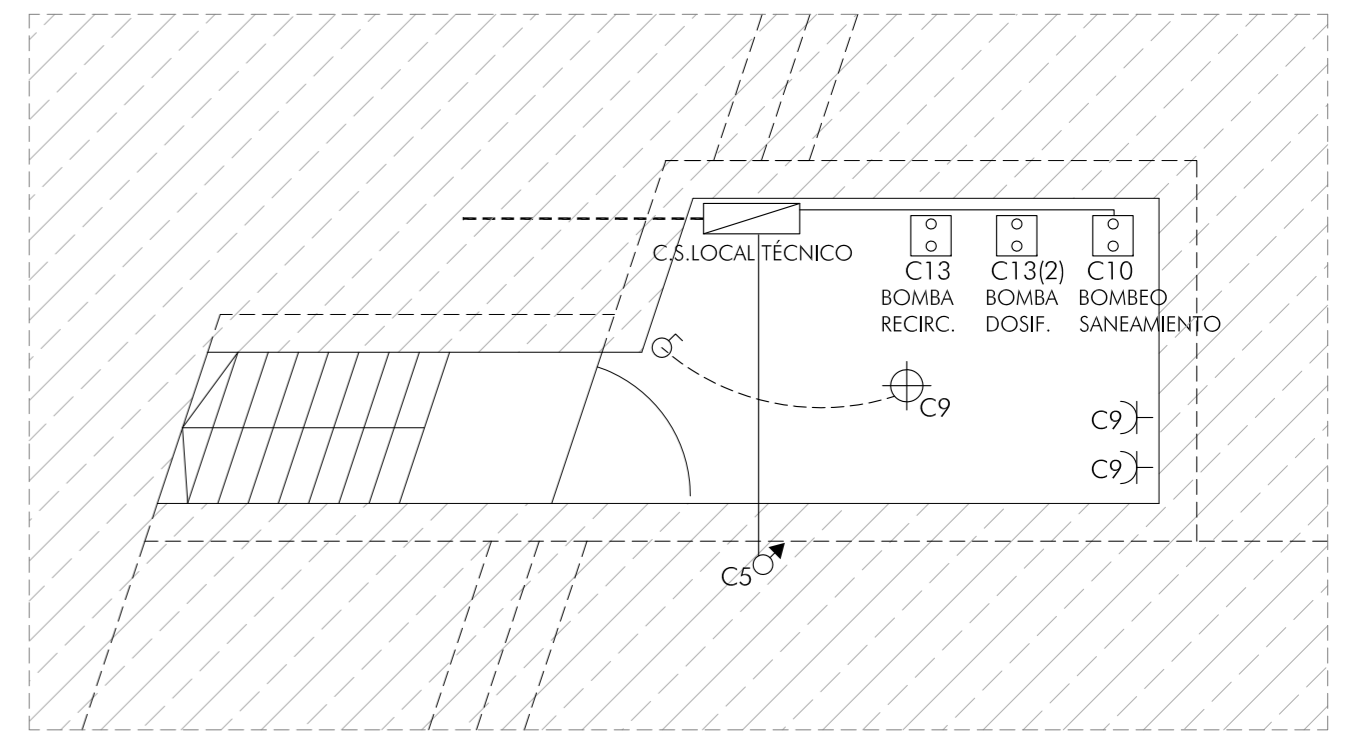 C.S.LOCAL TÉCNICO
C13
BOMBA
RECIRC.
C13(2)
BOMBA
DOSIF.
C10
BOMBEO
SANEAMIENTO
C9
C9
C9
C5